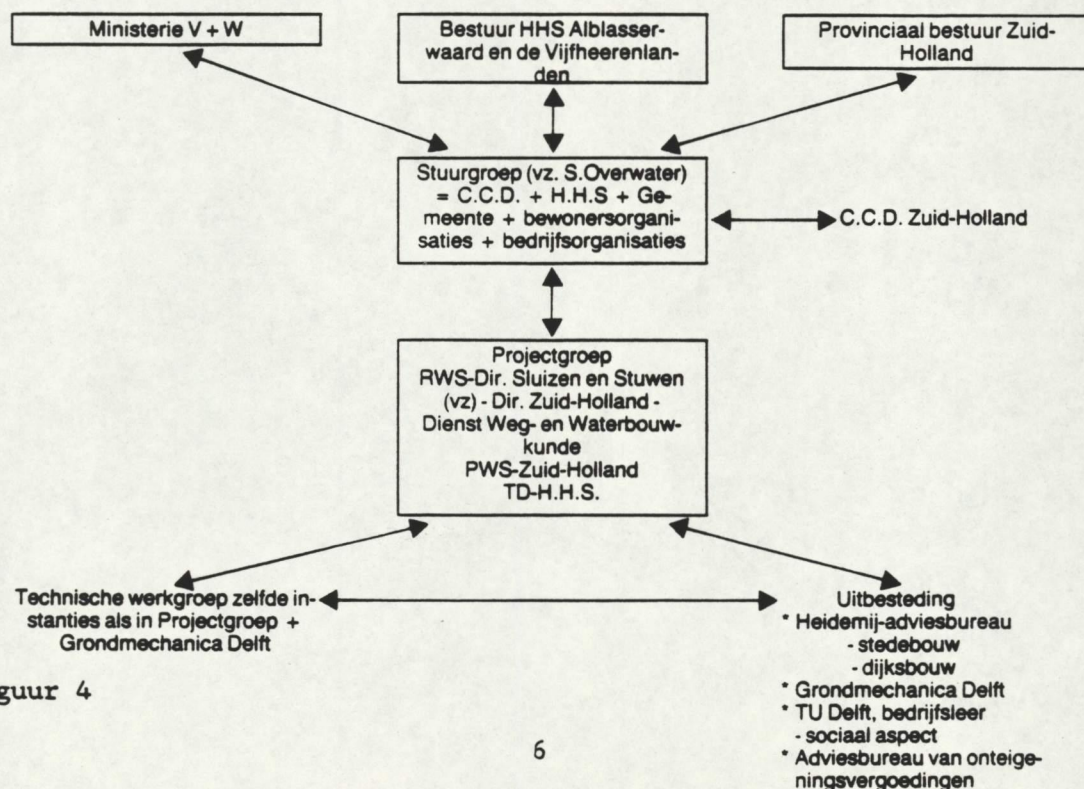 Ministerie V + W
Bestuur HHS Alblasser-
waard en de Vijfheerenlan-
den
Provinciaal bestuur Zuid-
Holland
Stuurgroep (vz. S.Overwater)
= C.C.D. + H.H.S + Ge-
meente + bewonersorgani-
saties + bedrijfsorganisaties
C.C.D. Zuid-Holland
Projectgroep
RWS-Dir. Sluizen en Stuwen
(vz) - Dir. Zuid-Holland -
Dienst Weg- en Waterbouw-
kunde
PWS-Zuid-Holland
TD-H.H.S.
Technische werkgroep zelfde in-
stanties als in Projectgroep +
Grondmechanica Delft
Uitbesteding
* Heidemij-adviesbureau
- stedebouw
- dijksbouw
* Grondmechanica Delft
* TU Delft, bedrijfsleer
- sociaal aspect
* Adviesbureau van onteige-
ningsvergoedingen
guur 4
6